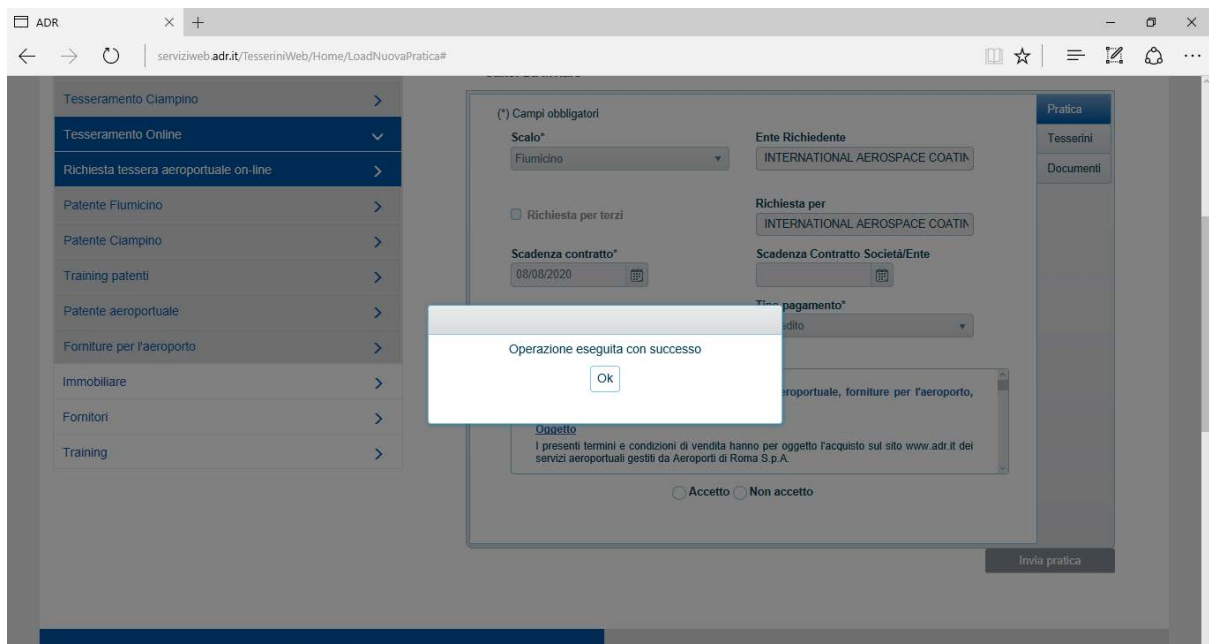 ADR
serviziweb.adr.it/TesseriniWeb/Home/LoadNuovaPratica#
Tesseramento Ciampino
Tesseramento Online
Richiesta tessera aeroportuale on-line
Patente Fiumicino
Patente Ciampino
Training patenti
Patente aeroportuale
Forniture per l'aeroporto
Immobiliare
Fornitori
Training
(*) Campi obbligatori
Scalo*
Ente Richiedente
Fiumicino
INTERNATIONAL AEROSPACE COATIN
Richiesta per terzi
Richiesta per
INTERNATIONAL AEROSPACE COATIN
Scadenza contratto*
Scadenza Contratto Società/Ente
08/08/2020
pagamento*
Operazione eseguita con successo
Ok
eroportuale, forniture per l'aeroporto,
Oggetto
I presenti termini e condizioni di vendita hanno per oggetto l'acquisto sul sito www.adr.it dei
servizi aeroportuali gestiti da Aeroporti di Roma S.p.A.
Accetto Non accetto
Pratica
Tesserini
Documenti
Invia pratica